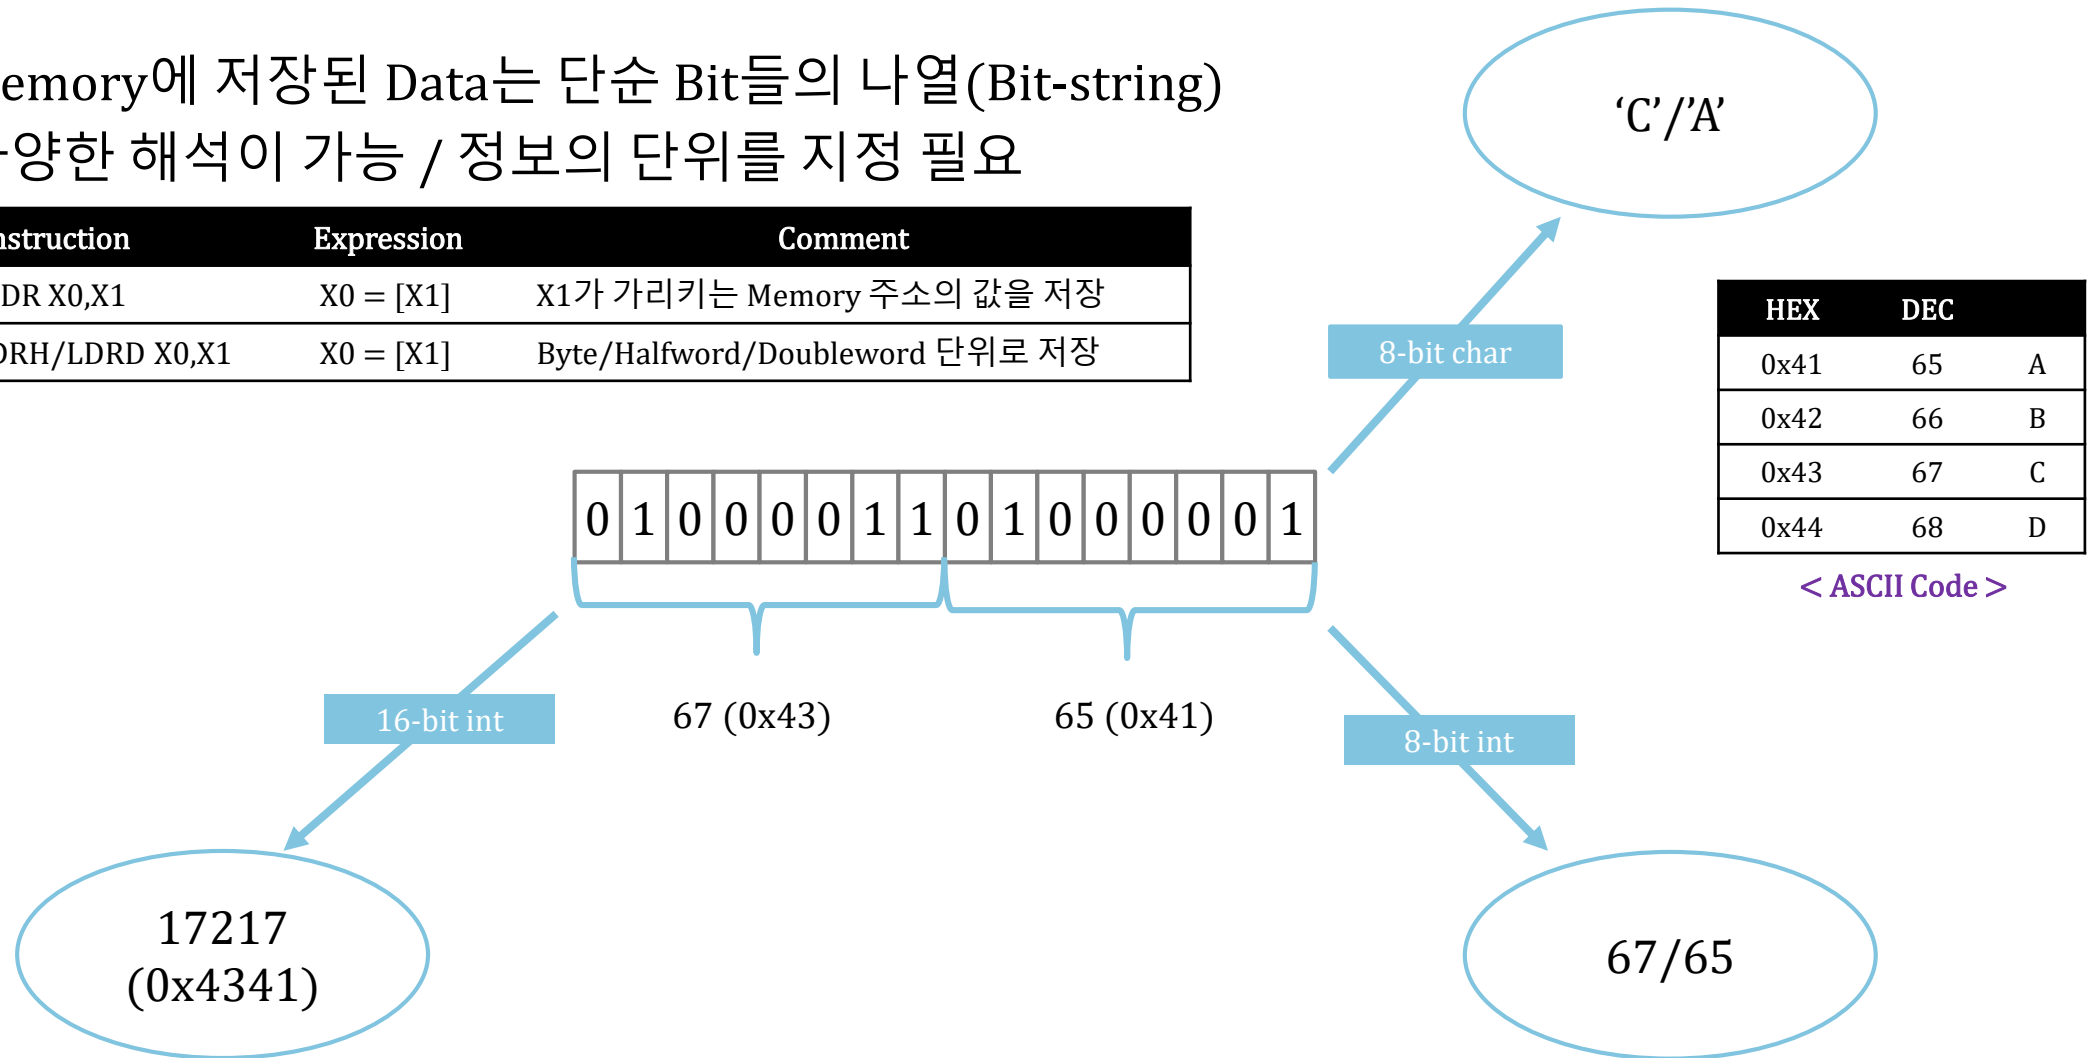 emory에 저장된 Data는 단순 Bit들의 나열(Bit-string)
양한 해석이 가능 / 정보의 단위를 지정 필요
nstruction Expression Comment
DR X0,X1 X0 = [X1] X1가 가리키는 Memory 주소의 값을 저장
DRH/LDRD X0,X1 X0 = [X1] Byte/Halfword/Doubleword 단위로 저장
‘C’/’A’
8-bit char
HEX DEC
0x41 65 A
0x42 66 B
0x43 67 C
0x44 68 D
< ASCII Code >
0 1 0 0 0 0 1 1 0 1 0 0 0 0 0 1
67 (0x43) 65 (0x41)
16-bit int
8-bit int
17217
(0x4341)
67/65